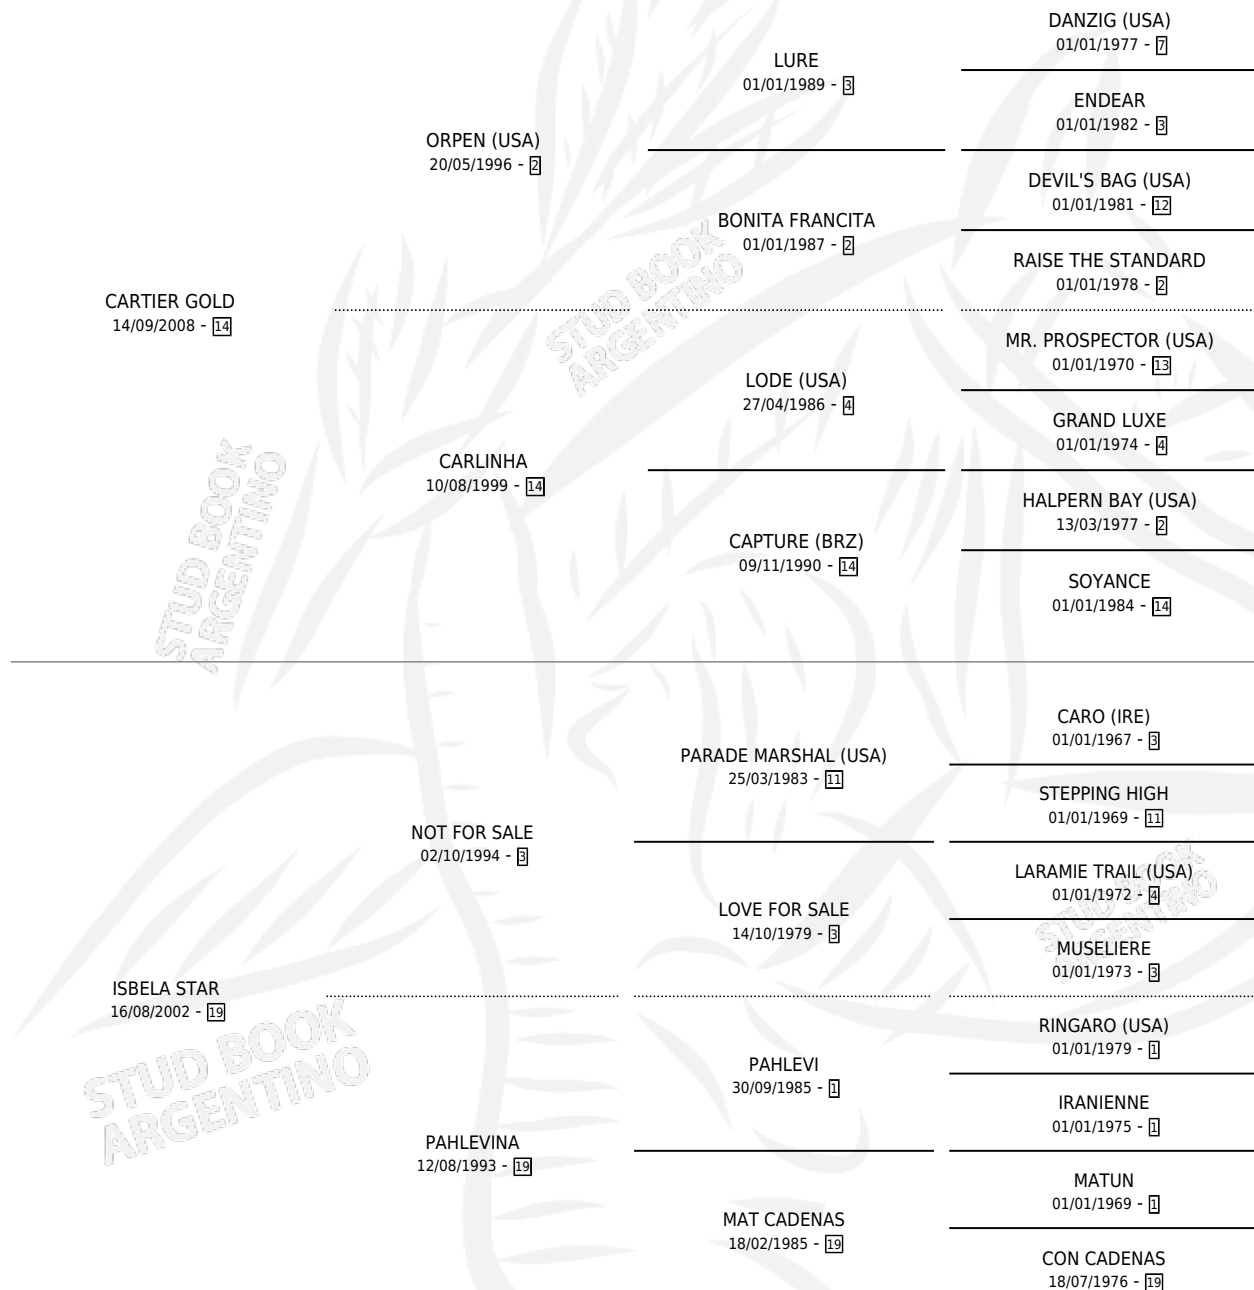 DANZIG (USA)
01/01/1977 - 7
LURE
01/01/1989 - 3
ENDEAR
01/01/1982 - 3
ORPEN (USA)
20/05/1996 - 2
DEVIL'S BAG (USA)
01/01/1981 - 12
BONITA FRANCITA
01/01/1987 - 2
RAISE THE STANDARD
01/01/1978 - 2
CARTIER GOLD
14/09/2008 - 14
STUD BOOK
ARGENTINO
MR. PROSPECTOR (USA)
01/01/1970 - 13
LODE (USA)
27/04/1986 - 4
GRAND LUXE
01/01/1974 - 4
CARLINHA
10/08/1999 - 14
HALPERN BAY (USA)
13/03/1977 - 2
CAPTURE (BRZ)
09/11/1990 - 14
SOYANCE
01/01/1984 - 14
STUD BOOK
ARGENTINO
CARO (IRE)
01/01/1967 - 3
PARADE MARSHAL (USA)
25/03/1983 - 11
STEPPING HIGH
01/01/1969 - 11
NOT FOR SALE
02/10/1994 - 3
LARAMIE TRAIL (USA)
01/01/1972 - 4
STUD BOOK
ARGENTINO
LOVE FOR SALE
14/10/1979 - 3
MUSELIERE
01/01/1973 - 3
ISBELA STAR
16/08/2002 - 19
STUD BOOK
ARGENTINO
RINGARO (USA)
01/01/1979 - 1
PAHLEVI
30/09/1985 - 1
IRANIENNE
01/01/1975 - 1
PAHLEVINA
12/08/1993 - 19
MATUN
01/01/1969 - 1
MAT CADENAS
18/02/1985 - 19
CON CADENAS
18/07/1976 - 19